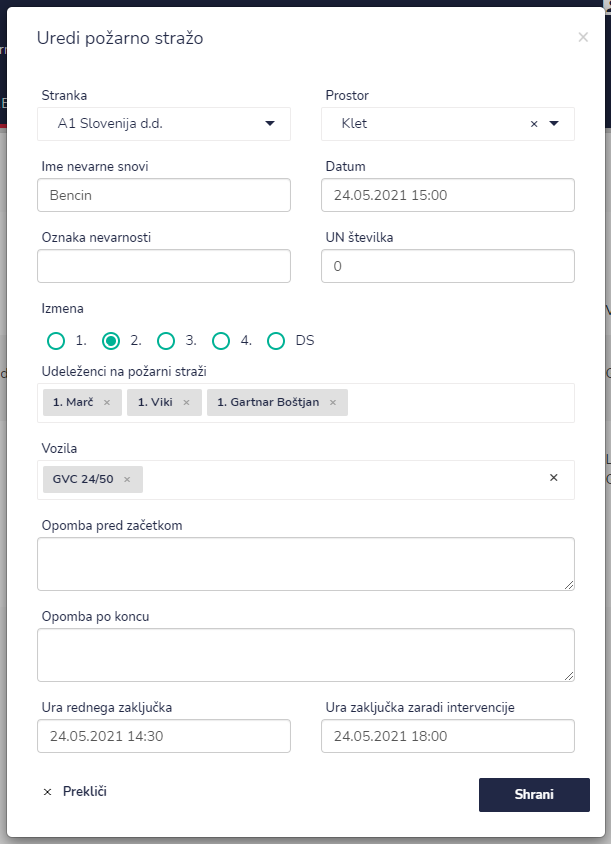 Uredi požarno stražo
×
Stranka
Prostor
A1 Slovenija d.d.
Klet ×
Ime nevarne snovi
Datum
Bencin
24.05.2021 15:00
Oznaka nevarnosti
UN številka
0
Izmena
1. 2. 3. 4. DS
Udeleženci na požarni straži
1. Marč × 1. Viki × 1. Gartnar Boštjan ×
Vozila
GVC 24/50 × ×
Opomba pred začetkom
Opomba po koncu
Ura rednega zaključka
Ura zaključka zaradi intervencije
24.05.2021 14:30
24.05.2021 18:00
× Prekliči
Shrani